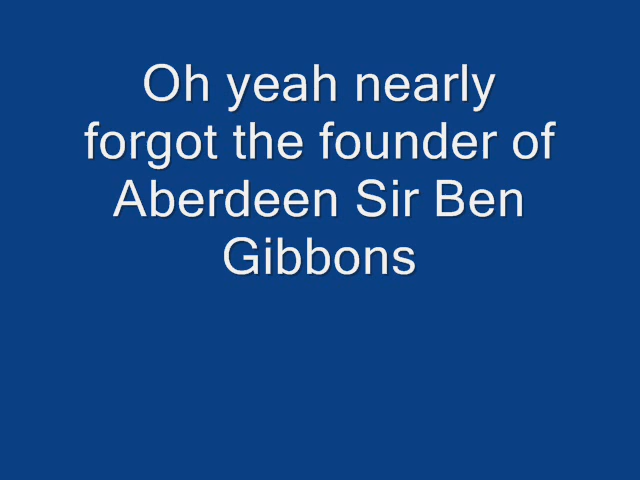 Oh yeah nearly
forgot the founder of
Aberdeen Sir Ben
Gibbons